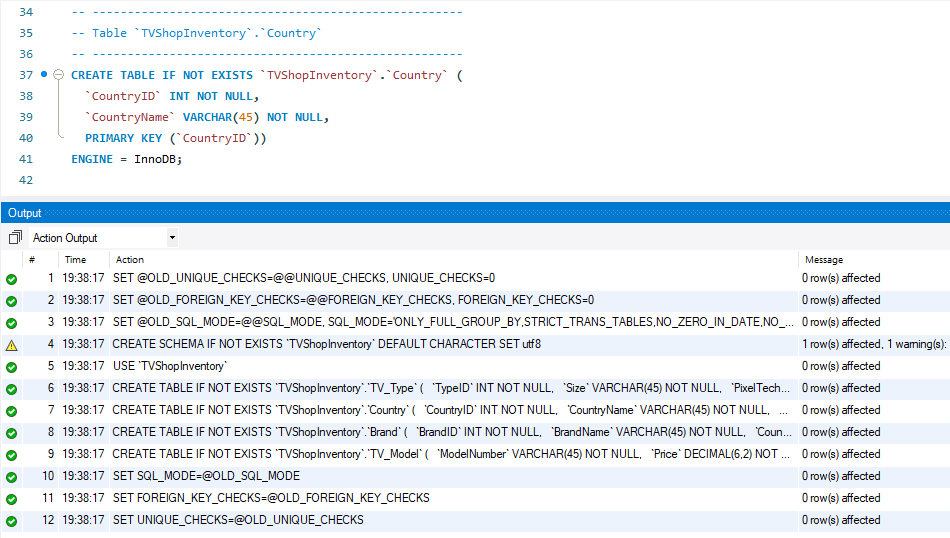 34 -- -----------------------------------------------------
35 -- Table `TVShopInventory`.`Country`
36 -- -----------------------------------------------------
37 CREATE TABLE IF NOT EXISTS `TVShopInventory`.`Country` (
38 `CountryID` INT NOT NULL,
39 `CountryName` VARCHAR(45) NOT NULL,
40 PRIMARY KEY (`CountryID`))
41 ENGINE = InnoDB;
42
Output
Action Output
# Time Action Message
1 19:38:17 SET @OLD_UNIQUE_CHECKS=@@UNIQUE_CHECKS, UNIQUE_CHECKS=0 0 row(s) affected
2 19:38:17 SET @OLD_FOREIGN_KEY_CHECKS=@@FOREIGN_KEY_CHECKS, FOREIGN_KEY_CHECKS=0 0 row(s) affected
3 19:38:17 SET @OLD_SQL_MODE=@@SQL_MODE, SQL_MODE='ONLY_FULL_GROUP_BY,STRICT_TRANS_TABLES,NO_ZERO_IN_DATE,NO_... 0 row(s) affected
4 19:38:17 CREATE SCHEMA IF NOT EXISTS `TVShopInventory` DEFAULT CHARACTER SET utf8 1 row(s) affected, 1 warning(s):
5 19:38:17 USE `TVShopInventory` 0 row(s) affected
6 19:38:17 CREATE TABLE IF NOT EXISTS `TVShopInventory`.`TV_Type` ( `TypeID` INT NOT NULL, `Size` VARCHAR(45) NOT NULL, `PixelTech... 0 row(s) affected
7 19:38:17 CREATE TABLE IF NOT EXISTS `TVShopInventory`.`Country` ( `CountryID` INT NOT NULL, `CountryName` VARCHAR(45) NOT NULL, ... 0 row(s) affected
8 19:38:17 CREATE TABLE IF NOT EXISTS `TVShopInventory`.`Brand` ( `BrandID` INT NOT NULL, `BrandName` VARCHAR(45) NOT NULL, `Coun... 0 row(s) affected
9 19:38:17 CREATE TABLE IF NOT EXISTS `TVShopInventory`.`TV_Model` ( `ModelNumber` VARCHAR(45) NOT NULL, `Price` DECIMAL(6,2) NOT ... 0 row(s) affected
10 19:38:17 SET SQL_MODE=@OLD_SQL_MODE 0 row(s) affected
11 19:38:17 SET FOREIGN_KEY_CHECKS=@OLD_FOREIGN_KEY_CHECKS 0 row(s) affected
12 19:38:17 SET UNIQUE_CHECKS=@OLD_UNIQUE_CHECKS 0 row(s) affected